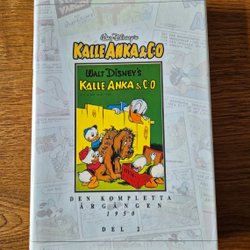 Walt Disney's
KALLE ANKA & C:O
WALT DISNEY'S
KALLE ANKA & C:O
DEN KOMPLETTA
ÅRGÅNGEN
1950
DEL 2